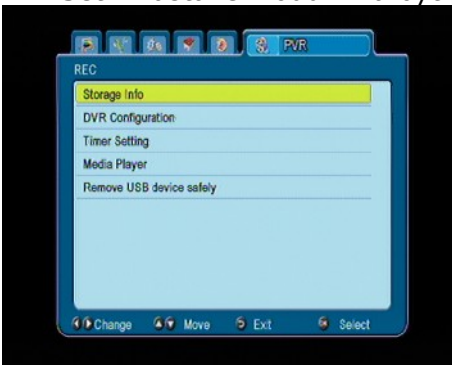 PVR
REC
Storage Info
DVR Configuration
Timer Setting
Media Player
Remove USB device safely
Change Move Exit Select